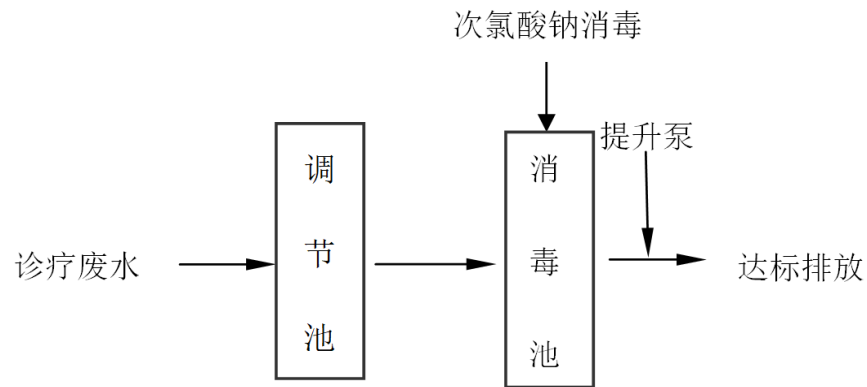 次氯酸钠消毒
提升泵
诊疗废水
调节池
消毒池
达标排放